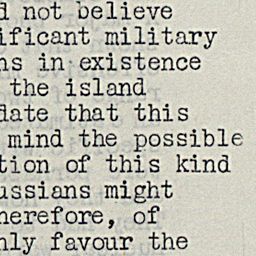 d not believe
ificant military
ns in existence
the island
date that this
mind the possible
tion of this kind
ussians might
herefore, of
nly favour the